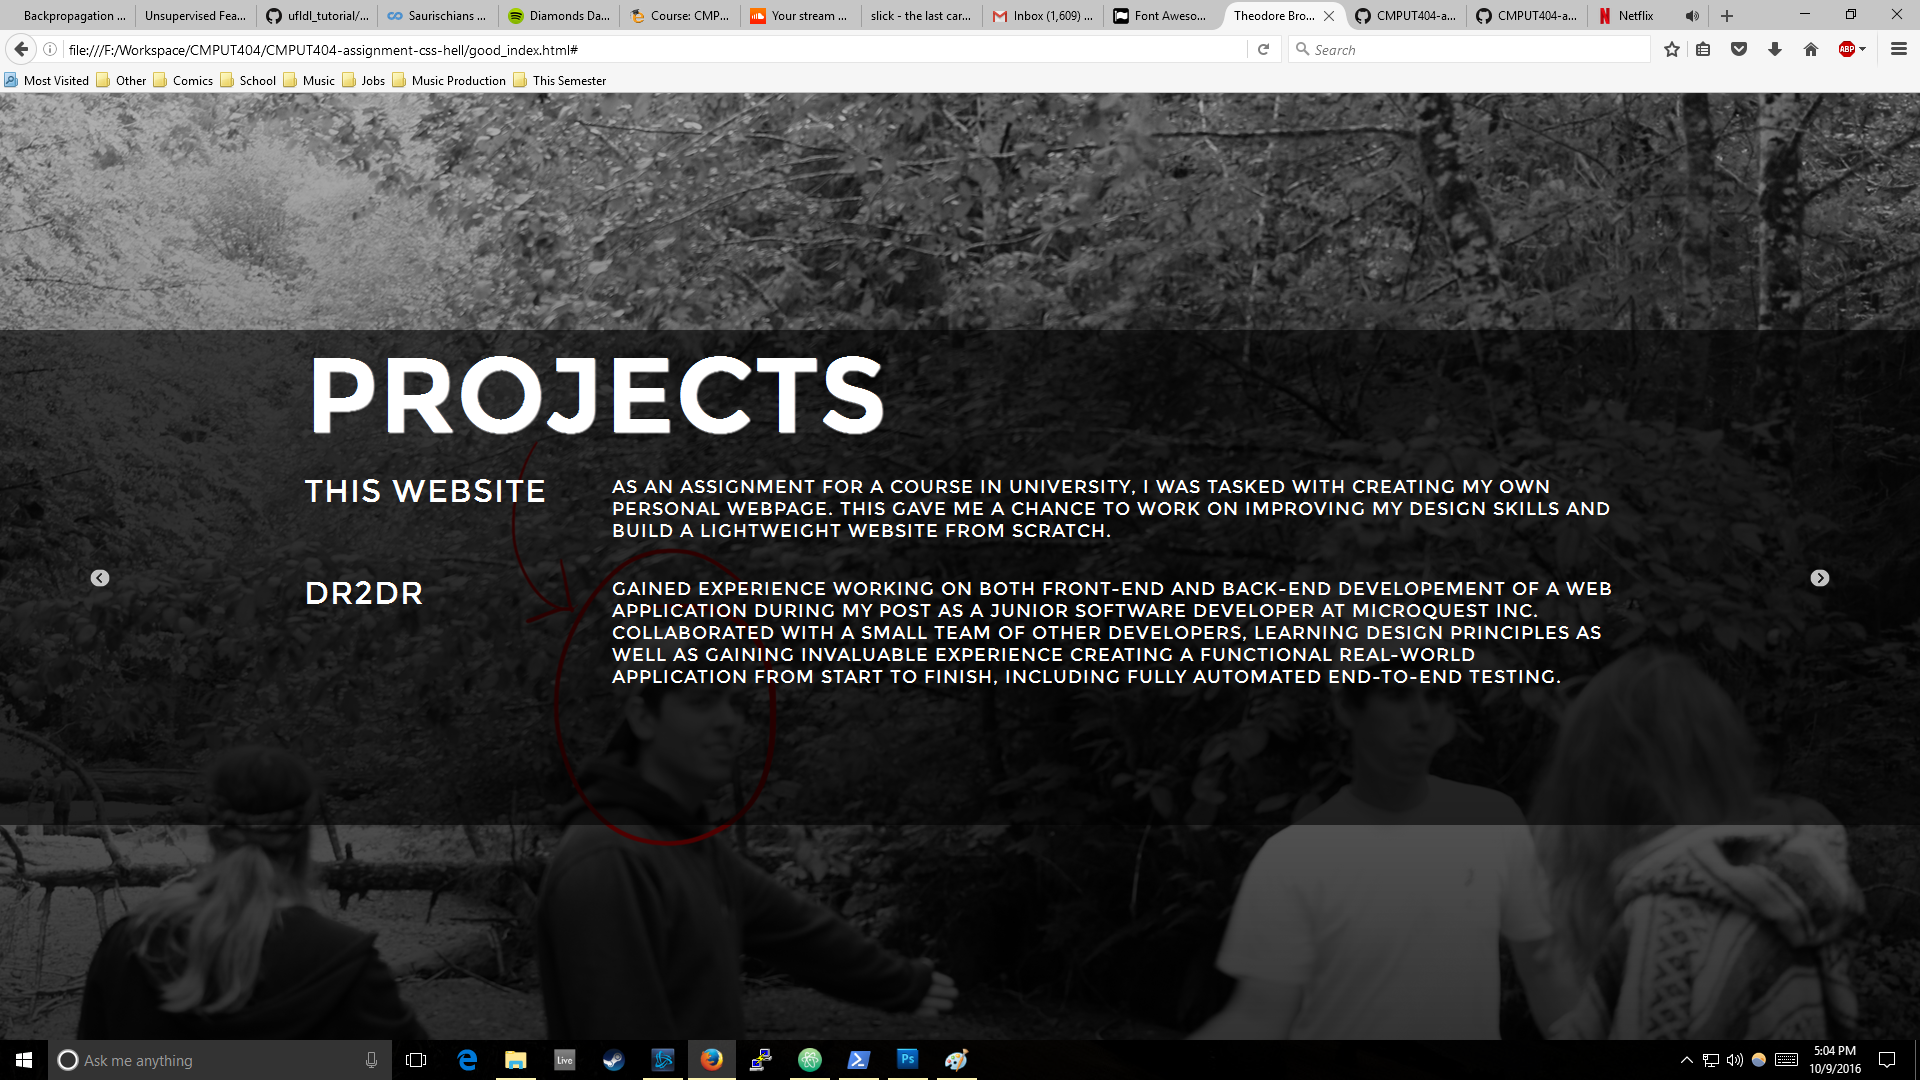 Backpropagation ...
Unsupervised Fea...
ufldl_tutorial/...
Saurischians ...
Diamonds Da...
Course: CMP...
Your stream ...
slick - the last car...
Inbox (1,609) ...
Font Aweso...
Theodore Bro...
CMPUT404-a...
CMPUT404-a...
Netflix
file:///F:/Workspace/CMPUT404/CMPUT404-assignment-css-hell/good_index.html#
Search
ABP
Most Visited
Other
Comics
School
Music
Jobs
Music Production
This Semester
PROJECTS
THIS WEBSITE
AS AN ASSIGNMENT FOR A COURSE IN UNIVERSITY, I WAS TASKED WITH CREATING MY OWN
PERSONAL WEBPAGE. THIS GAVE ME A CHANCE TO WORK ON IMPROVING MY DESIGN SKILLS AND
BUILD A LIGHTWEIGHT WEBSITE FROM SCRATCH.
DR2DR
GAINED EXPERIENCE WORKING ON BOTH FRONT-END AND BACK-END DEVELOPEMENT OF A WEB
APPLICATION DURING MY POST AS A JUNIOR SOFTWARE DEVELOPER AT MICROQUEST INC.
COLLABORATED WITH A SMALL TEAM OF OTHER DEVELOPERS, LEARNING DESIGN PRINCIPLES AS
WELL AS GAINING INVALUABLE EXPERIENCE CREATING A FUNCTIONAL REAL-WORLD
APPLICATION FROM START TO FINISH, INCLUDING FULLY AUTOMATED END-TO-END TESTING.
Ask me anything
Live
Ps
5:04 PM
10/9/2016